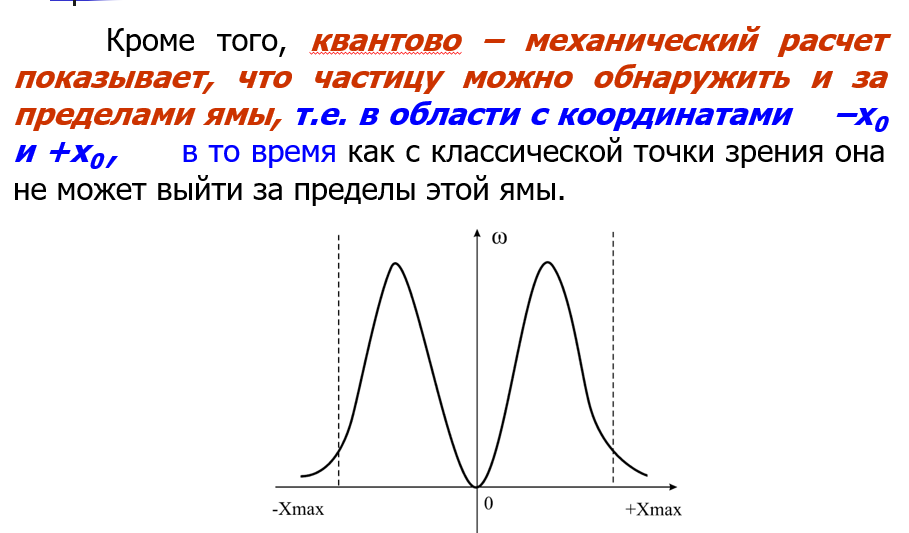 Кроме того, квантово – механический расчет
показывает, что частицу можно обнаружить и за
пределами ямы, т.е. в области с координатами –x₀
и +x₀, в то время как с классической точки зрения она
не может выйти за пределы этой ямы.
ω
0
-Xmax
+Xmax